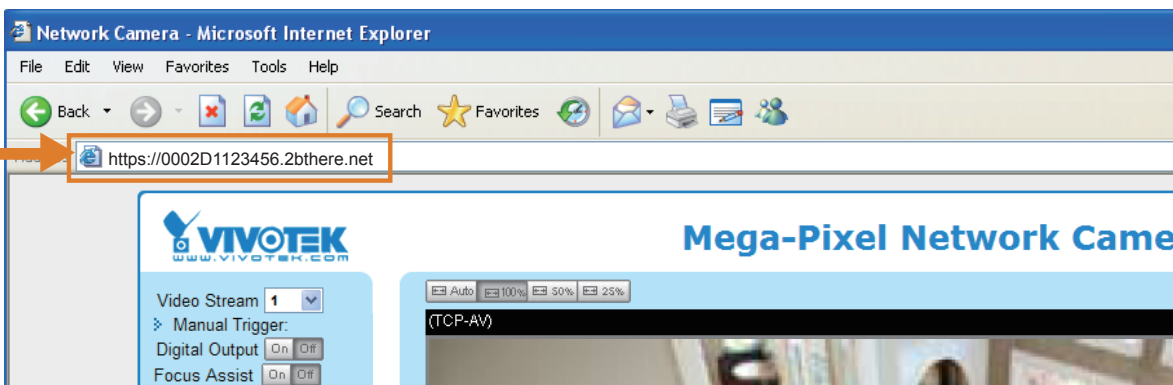 Network Camera - Microsoft Internet Explorer
File Edit View Favorites Tools Help
Back Search Favorites
https://0002D1123456.2bthere.net
VIVOTEK
www.vivotek.com
Mega-Pixel Network Came
Auto 100% 50% 25%
Video Stream 1
(TCP-AV)
Manual Trigger:
Digital Output On Off
Focus Assist On Off